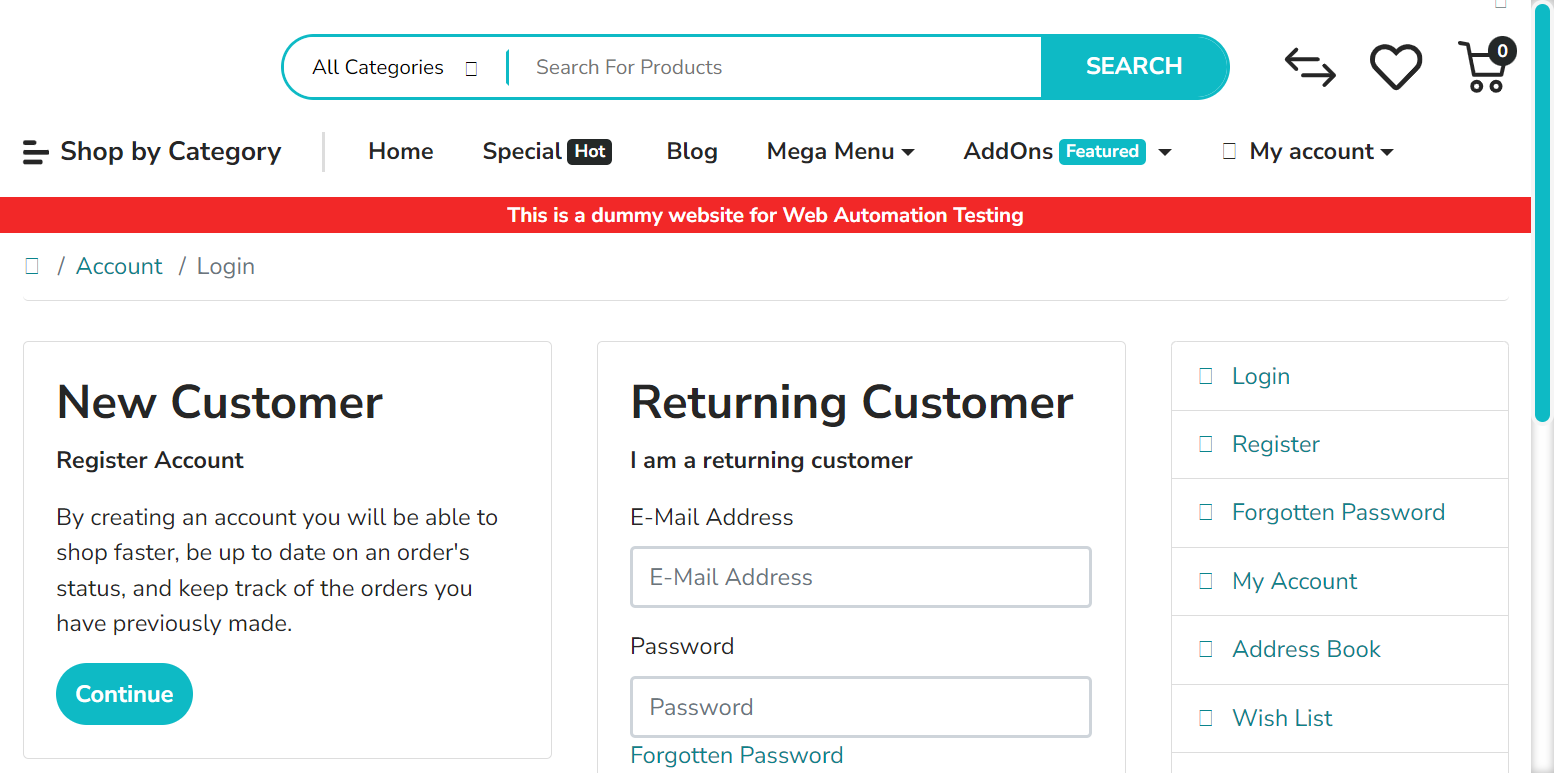 All Categories
Search For Products
SEARCH
0
Shop by Category
Home
Special Hot
Blog
Mega Menu
AddOns Featured
My account
This is a dummy website for Web Automation Testing
/ Account / Login
New Customer
Register Account
By creating an account you will be able to
shop faster, be up to date on an order's
status, and keep track of the orders you
have previously made.
Continue
Returning Customer
I am a returning customer
E-Mail Address
E-Mail Address
Password
Password
Forgotten Password
Login
Register
Forgotten Password
My Account
Address Book
Wish List